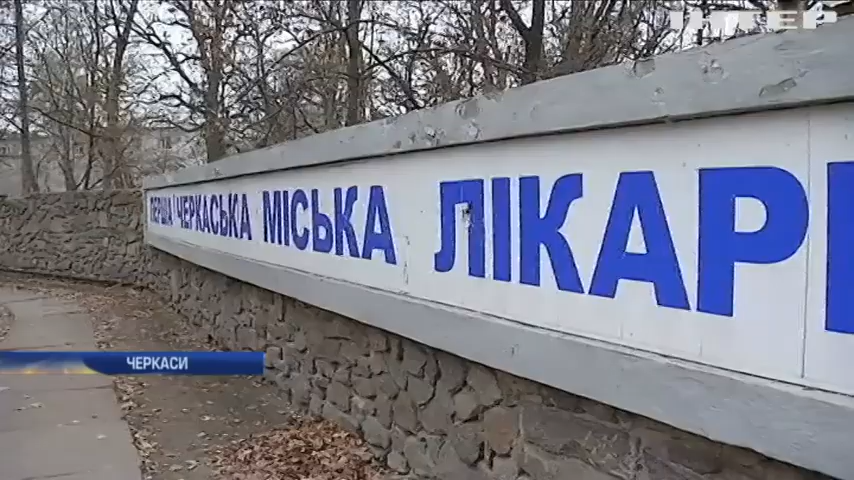 ІНТЕР
ПЕРША ЧЕРКАСЬКА МІСЬКА ЛІКАР
ЧЕРКАСИ